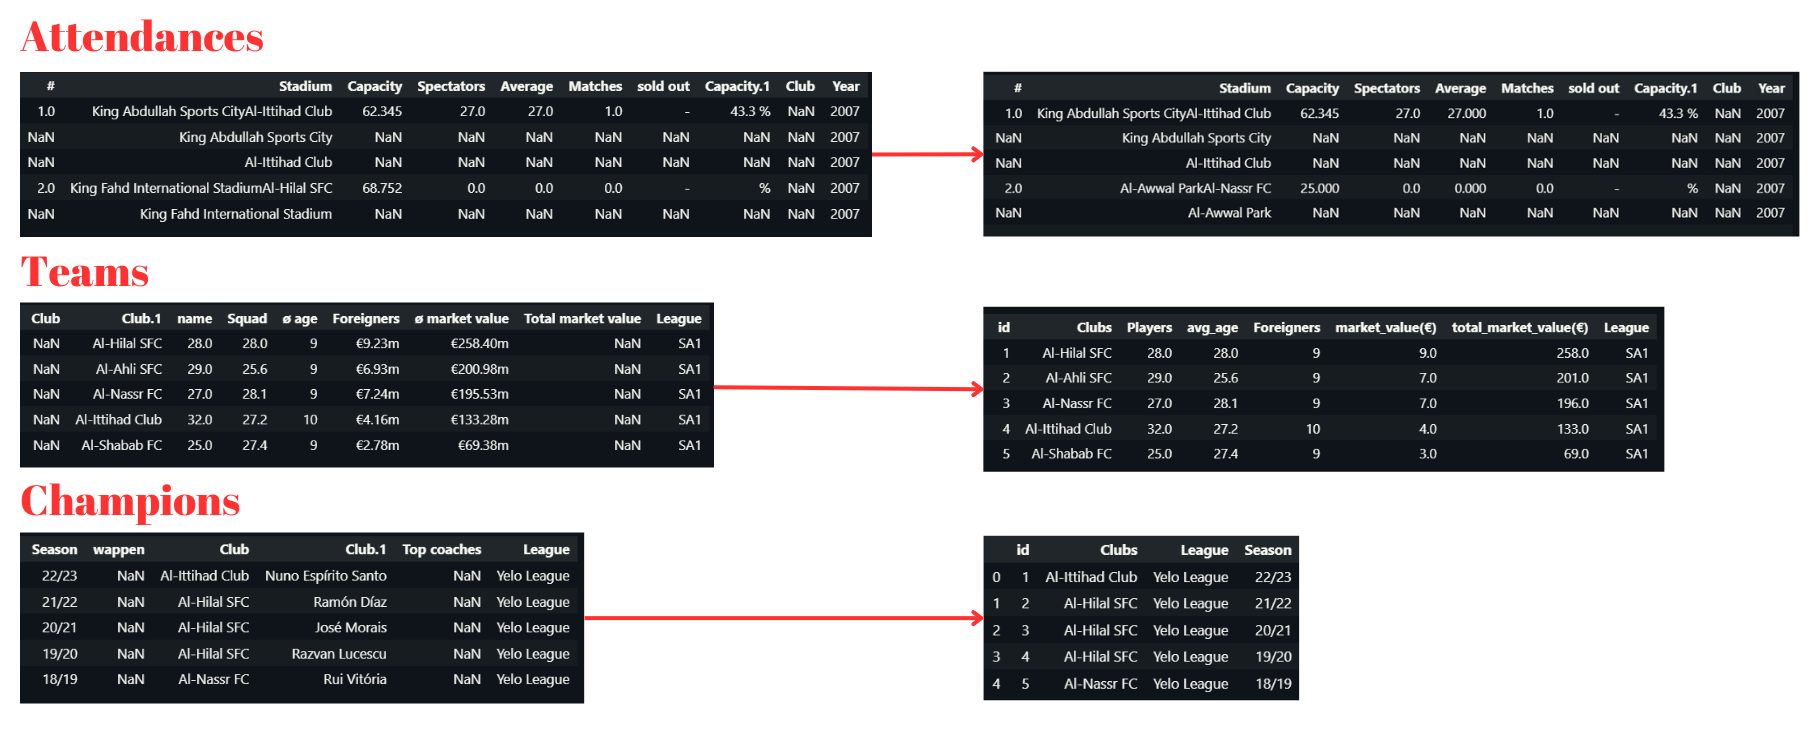 Attendances
# Stadium Capacity Spectators Average Matches sold out Capacity.1 Club Year
1.0 King Abdullah Sports CityAl-Ittihad Club 62.345 27.0 27.0 1.0 - 43.3 % NaN 2007
NaN King Abdullah Sports City NaN NaN NaN NaN NaN NaN NaN 2007
NaN Al-Ittihad Club NaN NaN NaN NaN NaN NaN NaN 2007
2.0 King Fahd International StadiumAl-Hilal SFC 68.752 0.0 0.0 0.0 - % NaN 2007
NaN King Fahd International Stadium NaN NaN NaN NaN NaN NaN NaN 2007
# Stadium Capacity Spectators Average Matches sold out Capacity.1 Club Year
1.0 King Abdullah Sports CityAl-Ittihad Club 62.345 27.0 27.000 1.0 - 43.3 % NaN 2007
NaN King Abdullah Sports City NaN NaN NaN NaN NaN NaN NaN 2007
NaN Al-Ittihad Club NaN NaN NaN NaN NaN NaN NaN 2007
2.0 Al-Awwal ParkAl-Nassr FC 25.000 0.0 0.000 0.0 - % NaN 2007
NaN Al-Awwal Park NaN NaN NaN NaN NaN NaN NaN 2007
Teams
Club Club.1 name Squad ø age Foreigners ø market value Total market value League
NaN Al-Hilal SFC 28.0 28.0 9 €9.23m €258.40m NaN SA1
NaN Al-Ahli SFC 29.0 25.6 9 €6.93m €200.98m NaN SA1
NaN Al-Nassr FC 27.0 28.1 9 €7.24m €195.53m NaN SA1
NaN Al-Ittihad Club 32.0 27.2 10 €4.16m €133.28m NaN SA1
NaN Al-Shabab FC 25.0 27.4 9 €2.78m €69.38m NaN SA1
id Clubs Players avg_age Foreigners market_value(€) total_market_value(€) League
1 Al-Hilal SFC 28.0 28.0 9 9.0 258.0 SA1
2 Al-Ahli SFC 29.0 25.6 9 7.0 201.0 SA1
3 Al-Nassr FC 27.0 28.1 9 7.0 196.0 SA1
4 Al-Ittihad Club 32.0 27.2 10 4.0 133.0 SA1
5 Al-Shabab FC 25.0 27.4 9 3.0 69.0 SA1
Champions
Season wappen Club Club.1 Top coaches League
22/23 NaN Al-Ittihad Club Nuno Espírito Santo NaN Yelo League
21/22 NaN Al-Hilal SFC Ramón Díaz NaN Yelo League
20/21 NaN Al-Hilal SFC José Morais NaN Yelo League
19/20 NaN Al-Hilal SFC Razvan Lucescu NaN Yelo League
18/19 NaN Al-Nassr FC Rui Vitória NaN Yelo League
id Clubs League Season
0 1 Al-Ittihad Club Yelo League 22/23
1 2 Al-Hilal SFC Yelo League 21/22
2 3 Al-Hilal SFC Yelo League 20/21
3 4 Al-Hilal SFC Yelo League 19/20
4 5 Al-Nassr FC Yelo League 18/19